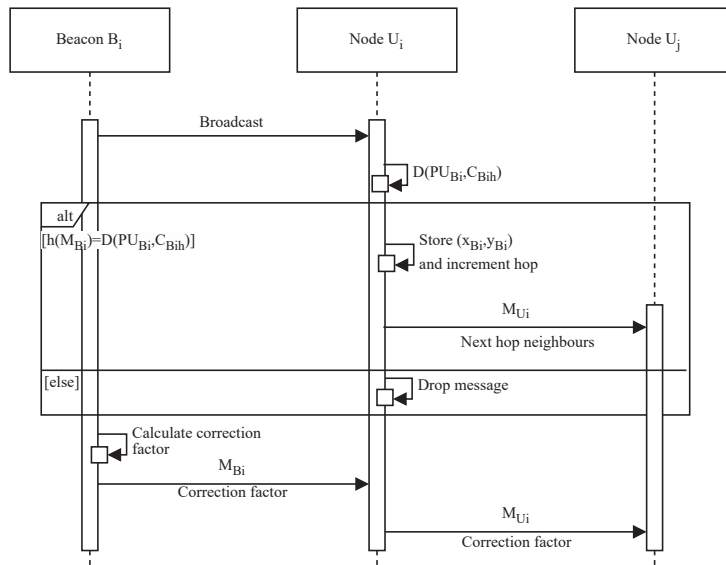 Beacon B_i
Node U_i
Node U_j
Broadcast
D(PU_Bi,C_Bih)
alt
[h(M_Bi)=D(PU_Bi,C_Bih)]
Store (x_Bi,y_Bi)
and increment hop
M_Ui
Next hop neighbours
[else]
Drop message
Calculate correction
factor
M_Bi
Correction factor
M_Ui
Correction factor